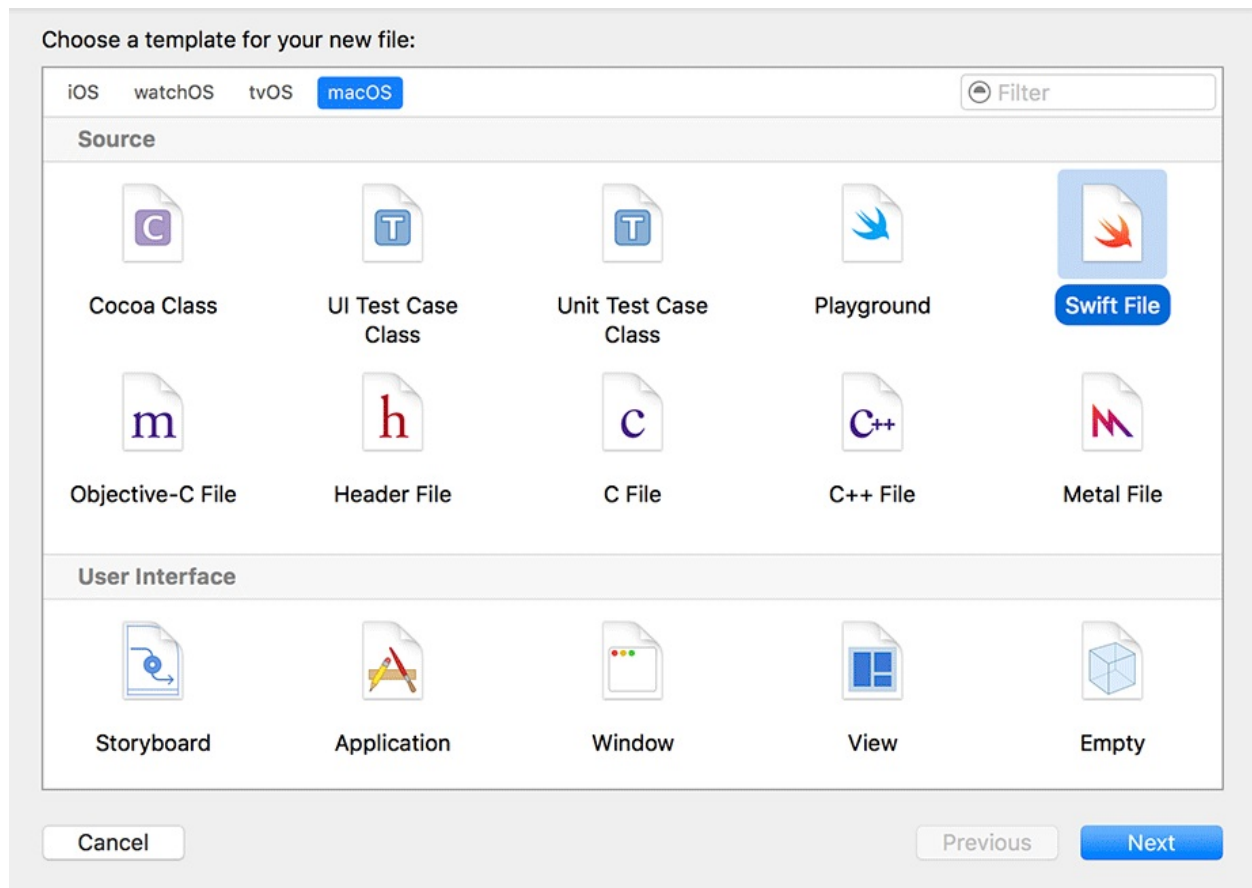 Choose a template for your new file:
iOS watchOS tvOS macOS Filter
Source
C T T
Cocoa Class UI Test Case Unit Test Case Playground Swift File
Class Class
m h c C++
Objective-C File Header File C File C++ File Metal File
User Interface
Storyboard Application Window View Empty
Cancel Previous Next